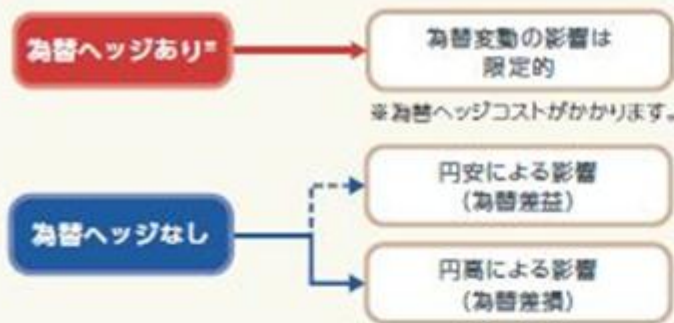 為替ヘッジあり※
為替変動の影響は
限定的
※為替ヘッジコストがかかります。
為替ヘッジなし
円安による影響
(為替差益)
円高による影響
(為替差損)